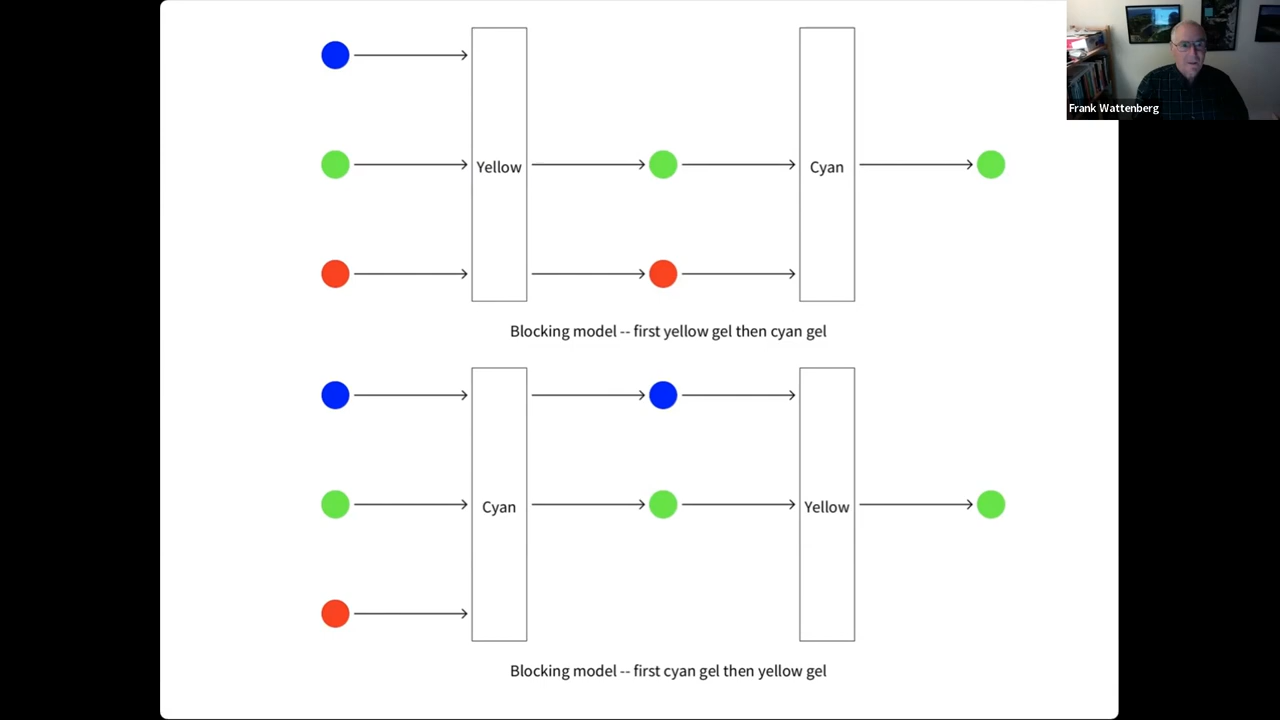 Yellow
Cyan
Blocking model -- first yellow gel then cyan gel
Cyan
Yellow
Blocking model -- first cyan gel then yellow gel
Frank Wattenberg